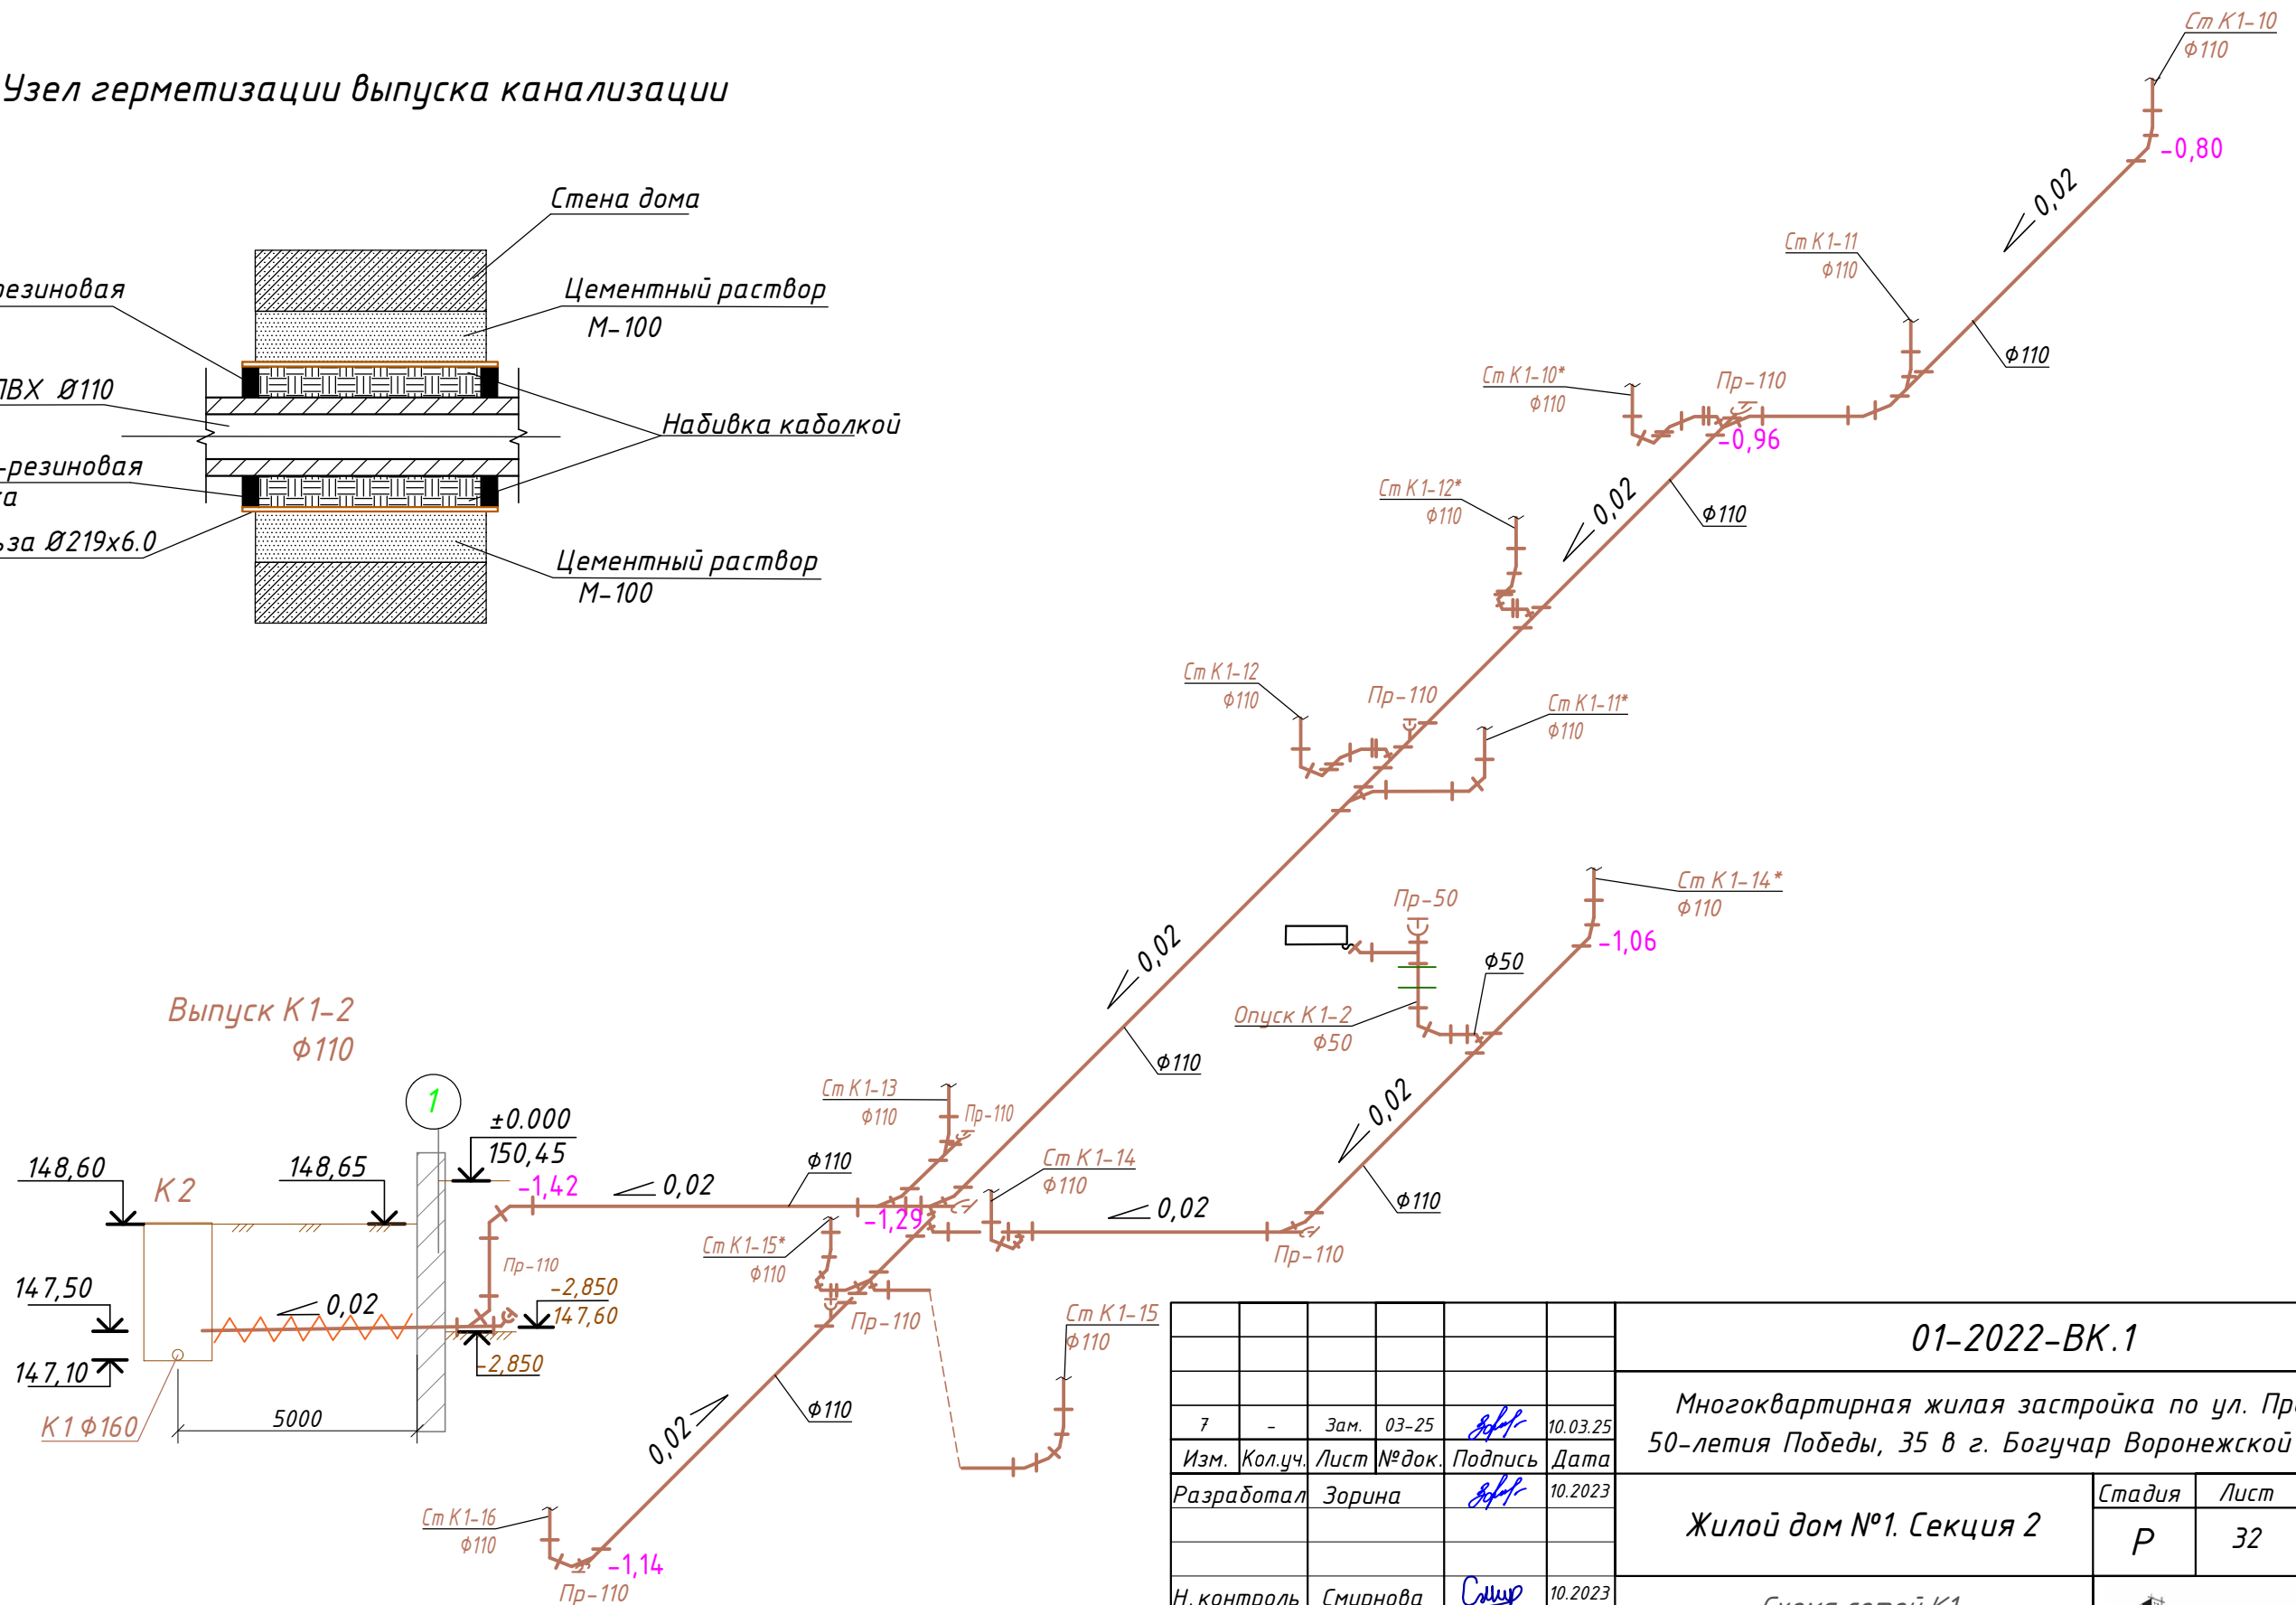 Узел герметизации выпуска канализации
Стена дома
резиновая
Цементный раствор
М-100
ПВХ Ø110
Набивка каболкой
-резиновая
Ø219х6.0
Цементный раствор
М-100
Ст К1-10
ф110
-0,80
0,02
Ст К1-11
ф110
ф110
Ст К1-10*
ф110
Пр-110
-0,96
Ст К1-12*
ф110
0,02
ф110
Ст К1-12
ф110
Пр-110
Ст К1-11*
ф110
Ст К1-14*
ф110
-1,06
Пр-50
ф50
Опуск К1-2
ф50
0,02
ф110
0,02
ф110
Выпуск К1-2
ф110
1
±0.000
150,45
148,60
К2
148,65
-1,42
0,02
ф110
Ст К1-13
ф110
Пр-110
Ст К1-14
ф110
-1,29
0,02
Пр-110
Ст К1-15*
ф110
Пр-110
147,50
0,02
-2,850
147,60
-2,850
147,10
К1 ф160
5000
Пр-110
Ст К1-15
ф110
0,02
ф110
Ст К1-16
ф110
-1,14
Пр-110
01-2022-ВК.1
Многоквартирная жилая застройка по ул.
50-летия Победы, 35 в г. Богучар Воронежской
7 - Зам. 03-25 10.03.25
Изм. Кол.уч. Лист №док. Подпись Дата
Разработал Зорина 10.2023
Жилой дом №1. Секция 2
Стадия Лист
Р 32
Н.контроль Смирнова 10.2023
Схема сетей К1